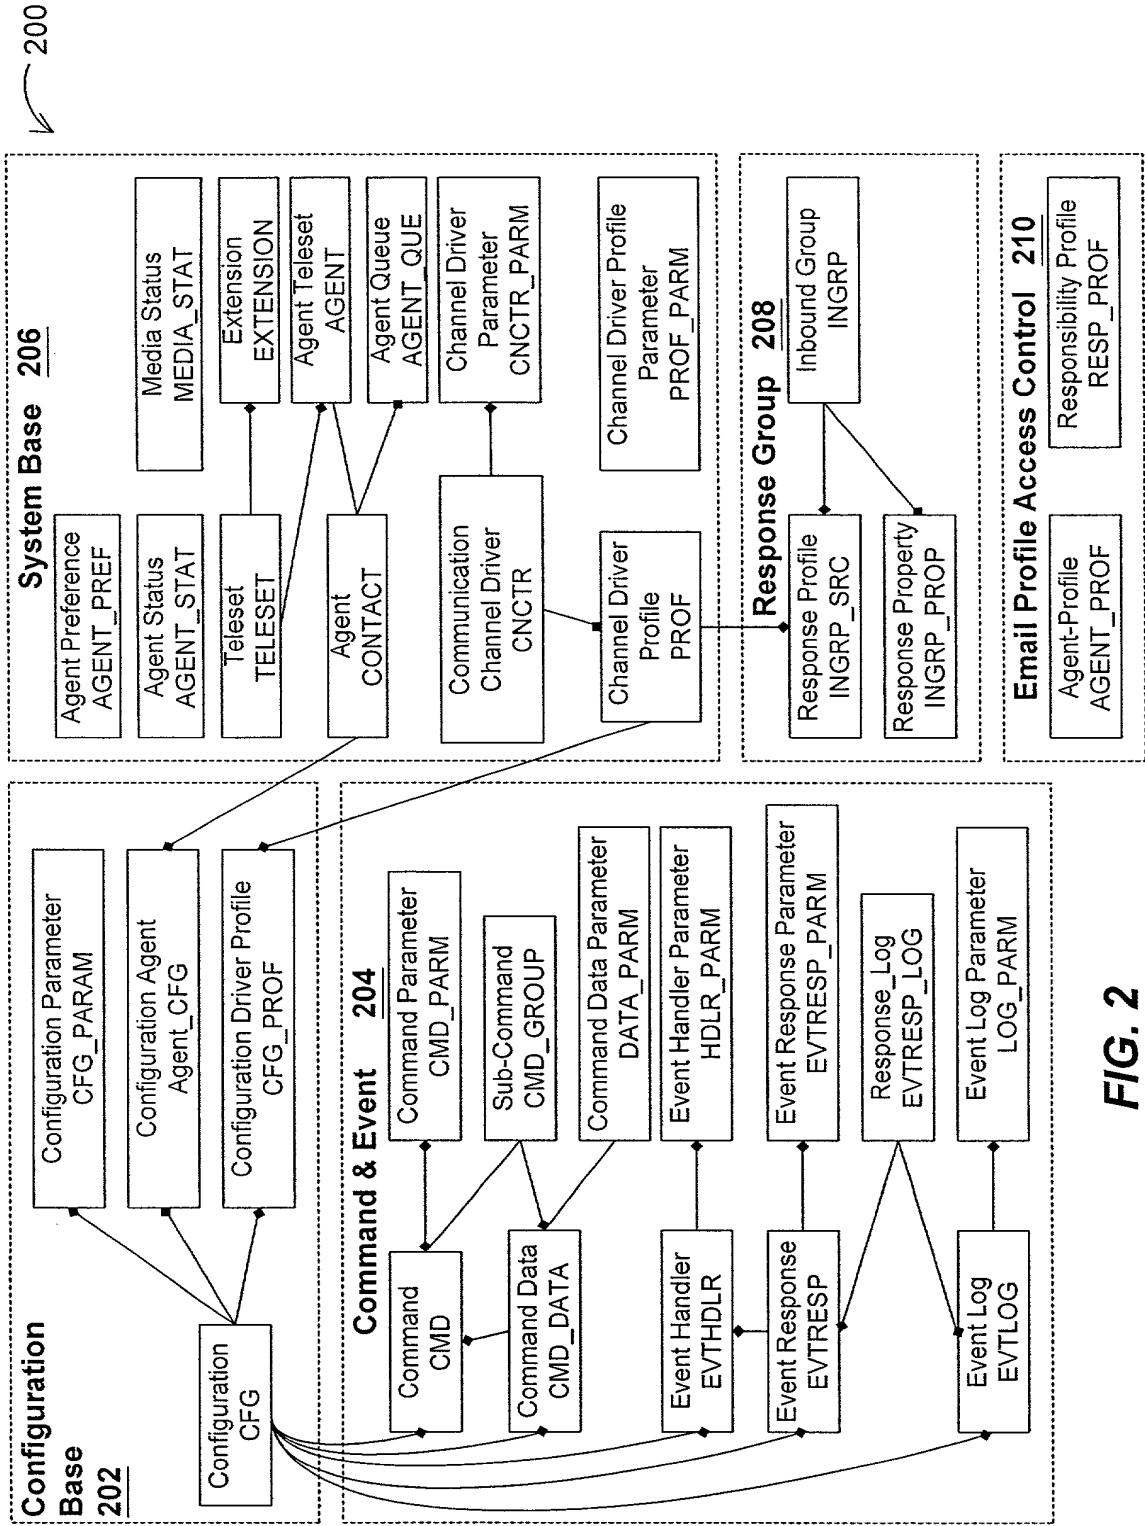 200
Configuration
Base
202
Configuration
CFG
Configuration Parameter
CFG_PARAM
Configuration Agent
Agent_CFG
Configuration Driver Profile
CFG_PROF
System Base 206
Agent Preference
AGENT_PREF
Agent Status
AGENT_STAT
Media Status
MEDIA_STAT
Teleset
TELESET
Extension
EXTENSION
Agent Teleset
AGENT
Agent
CONTACT
Agent Queue
AGENT_QUE
Communication
Channel Driver
CNCTR
Channel Driver
Parameter
CNCTR_PARM
Channel Driver
Profile
PROF
Channel Driver Profile
Parameter
PROF_PARM
Command & Event 204
Command
CMD
Command Parameter
CMD_PARM
Sub-Command
CMD_GROUP
Command Data
CMD_DATA
Command Data Parameter
DATA_PARM
Event Handler
EVTHDLR
Event Handler Parameter
HDLR_PARM
Event Response
EVTRESP
Event Response Parameter
EVTRESP_PARM
Response_Log
EVTRESP_LOG
Event Log
EVTLOG
Event Log Parameter
LOG_PARM
Response Group 208
Response Profile
INGRP_SRC
Inbound Group
INGRP
Response Property
INGRP_PROP
Email Profile Access Control 210
Agent-Profile
AGENT_PROF
Responsibility Profile
RESP_PROF
FIG. 2